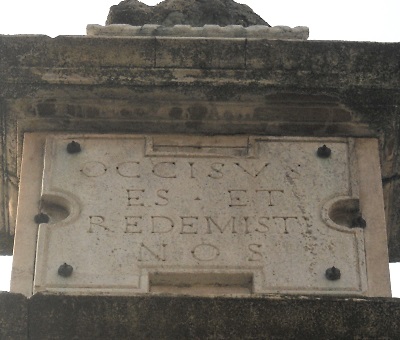 OCCISVS
ES · ET
REDEMISTI
NOS